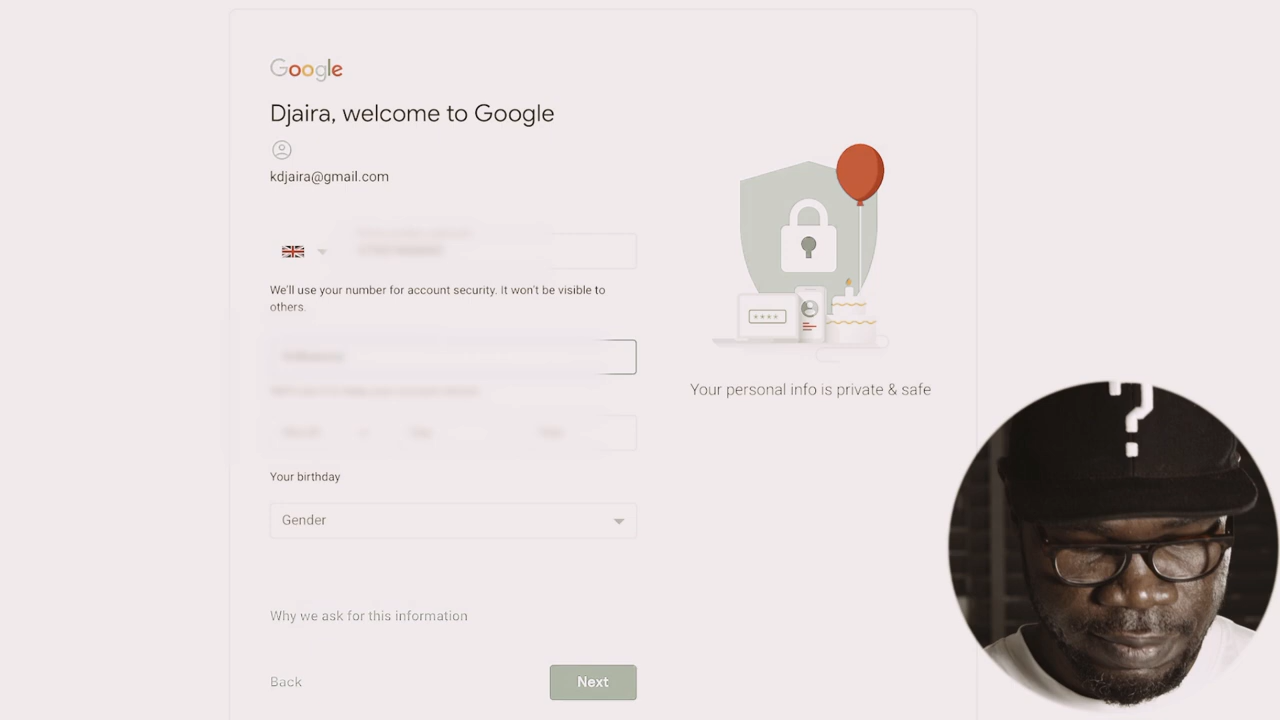 Google
Djaira, welcome to Google
kdjaira@gmail.com
We'll use your number for account security. It won't be visible to
others.
Your birthday
Gender
Why we ask for this information
Back
Next
****
Your personal info is private & safe
?